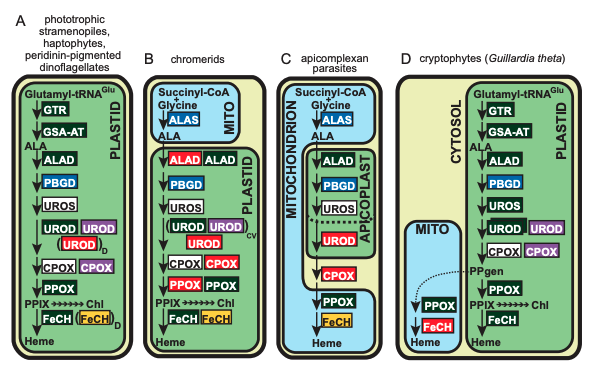 A
phototrophic
stramenopiles,
haptophytes,
peridinin-pigmented
dinoflagellates
Glutamyl-tRNAGlu
GTR
GSA-AT
ALA
ALAD
PBGD
UROS
UROD UROD
(UROD)D
CPOX CPOX
PPOX
PPIX Chl
FeCH (FeCH)D
Heme
PLASTID
B
chromerids
Succinyl-CoA
+
Glycine
ALAS
ALA
MITO
ALAD ALAD
PBGD
UROS
(UROD UROD)CV
UROD
CPOX CPOX
PPOX PPOX
PPIX Chl
FeCH FeCH
Heme
PLASTID
C
apicomplexan
parasites
Succinyl-CoA
+
Glycine
ALAS
ALA
MITOCHONDRION
ALAD
PBGD
UROS
UROD
APICOPLAST
CPOX
PPOX
FeCH
Heme
D
cryptophytes (Guillardia theta)
CYTOSOL
Glutamyl-tRNAGlu
GTR
GSA-AT
ALA
ALAD
PBGD
UROS
UROD UROD
CPOX CPOX
PPgen
PPOX
PPIX Chl
FeCH
Heme
PLASTID
MITO
PPOX
FeCH
Heme